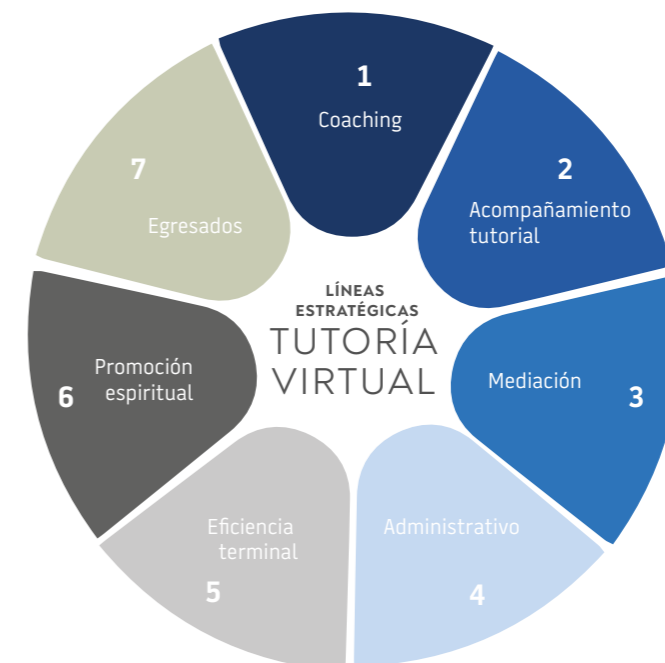 1
Coaching
2
Acompañamiento
tutorial
3
Mediación
4
Administrativo
5
Eficiencia
terminal
6
Promoción
espiritual
7
Egresados
LÍNEAS
ESTRATÉGICAS
TUTORÍA
VIRTUAL